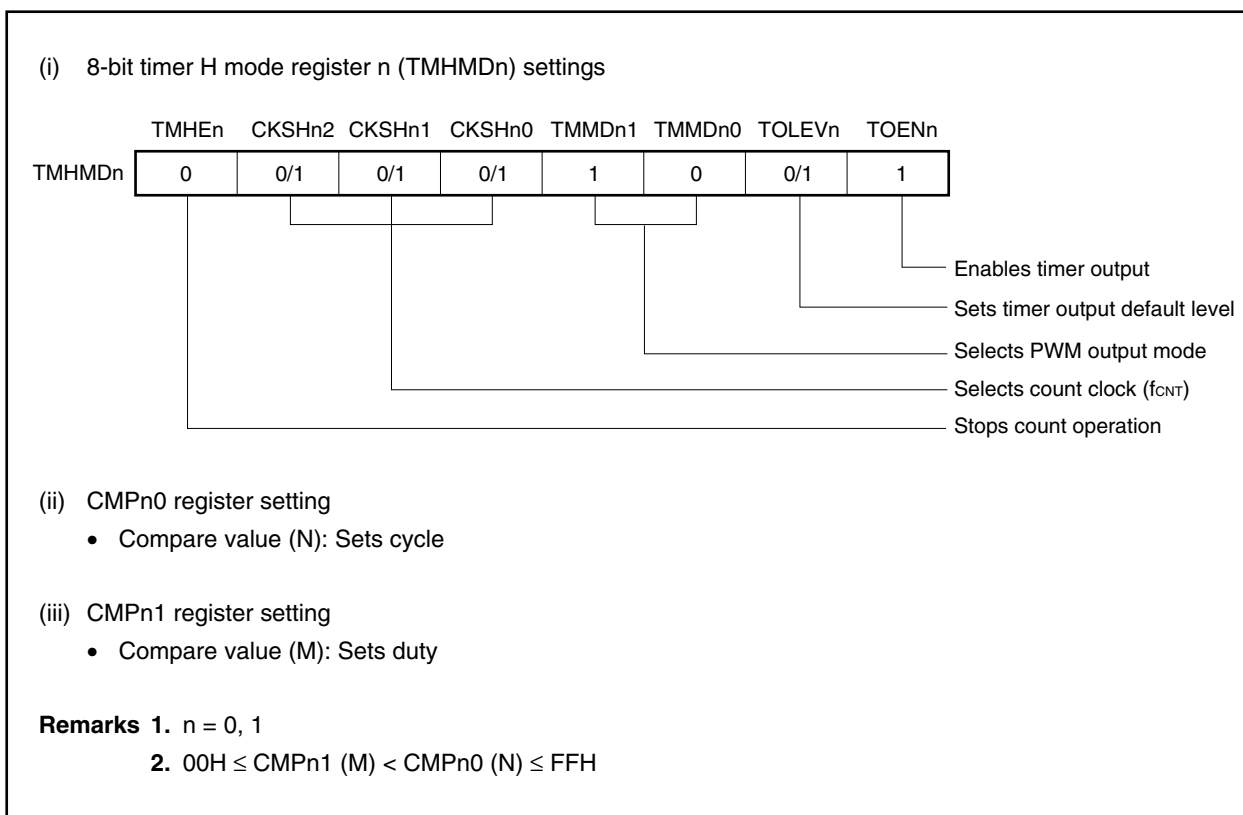 (i) 8-bit timer H mode register n (TMHMDn) settings
TMHEn CKSHn2 CKSHn1 CKSHn0 TMMDn1 TMMDn0 TOLEVn TOENn
TMHMDn 0 0/1 0/1 0/1 1 0 0/1 1
Enables timer output
Sets timer output default level
Selects PWM output mode
Selects count clock (fCNT)
Stops count operation
(ii) CMPn0 register setting
• Compare value (N): Sets cycle
(iii) CMPn1 register setting
• Compare value (M): Sets duty
Remarks 1. n = 0, 1
2. 00H ≤ CMPn1 (M) < CMPn0 (N) ≤ FFH